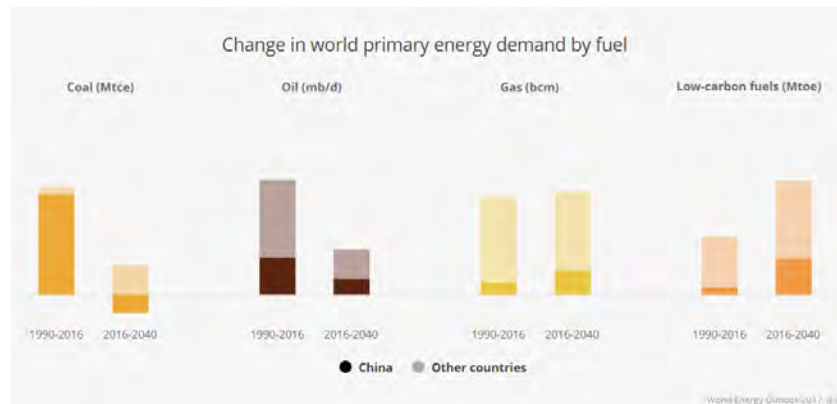 Change in world primary energy demand by fuel
Coal (Mtce)
Oil (mb/d)
Gas (bcm)
Low-carbon fuels (Mtoe)
1990-2016 2016-2040
1990-2016 2016-2040
1990-2016 2016-2040
1990-2016 2016-2040
China Other countries
World Energy Outlook 2017